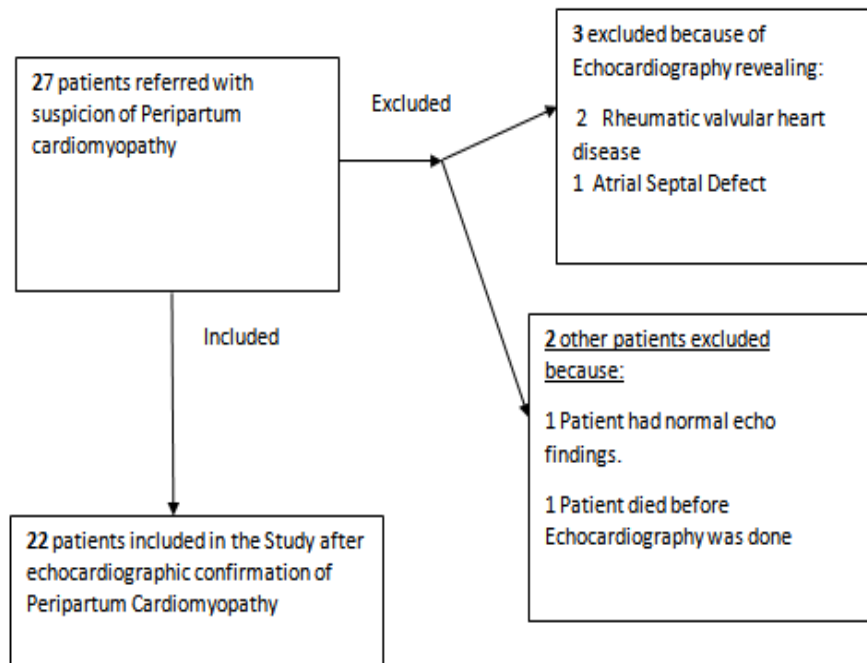 27 patients referred with
suspicion of Peripartum
cardiomyopathy
Excluded
3 excluded because of
Echocardiography revealing:
2 Rheumatic valvular heart
disease
1 Atrial Septal Defect
Included
2 other patients excluded
because:
1 Patient had normal echo
findings.
1 Patient died before
Echocardiography was done
22 patients included in the Study after
echocardiographic confirmation of
Peripartum Cardiomyopathy